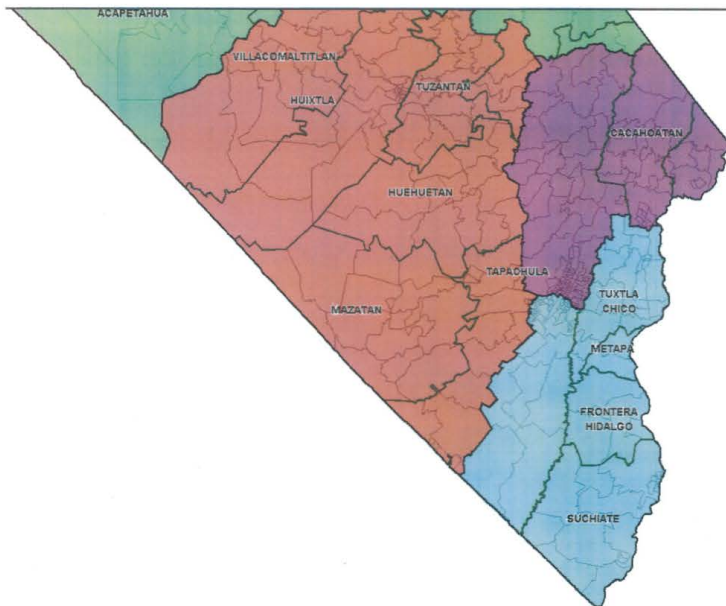 ACAPETAHUA
VILLACOMALTITLAN
HUIXTLA
TUZANTAN
CACAHOATAN
HUEHUETAN
TAPACHULA
MAZATAN
TUXTLA
CHICO
METAPA
FRONTERA
HIDALGO
SUCHIATE